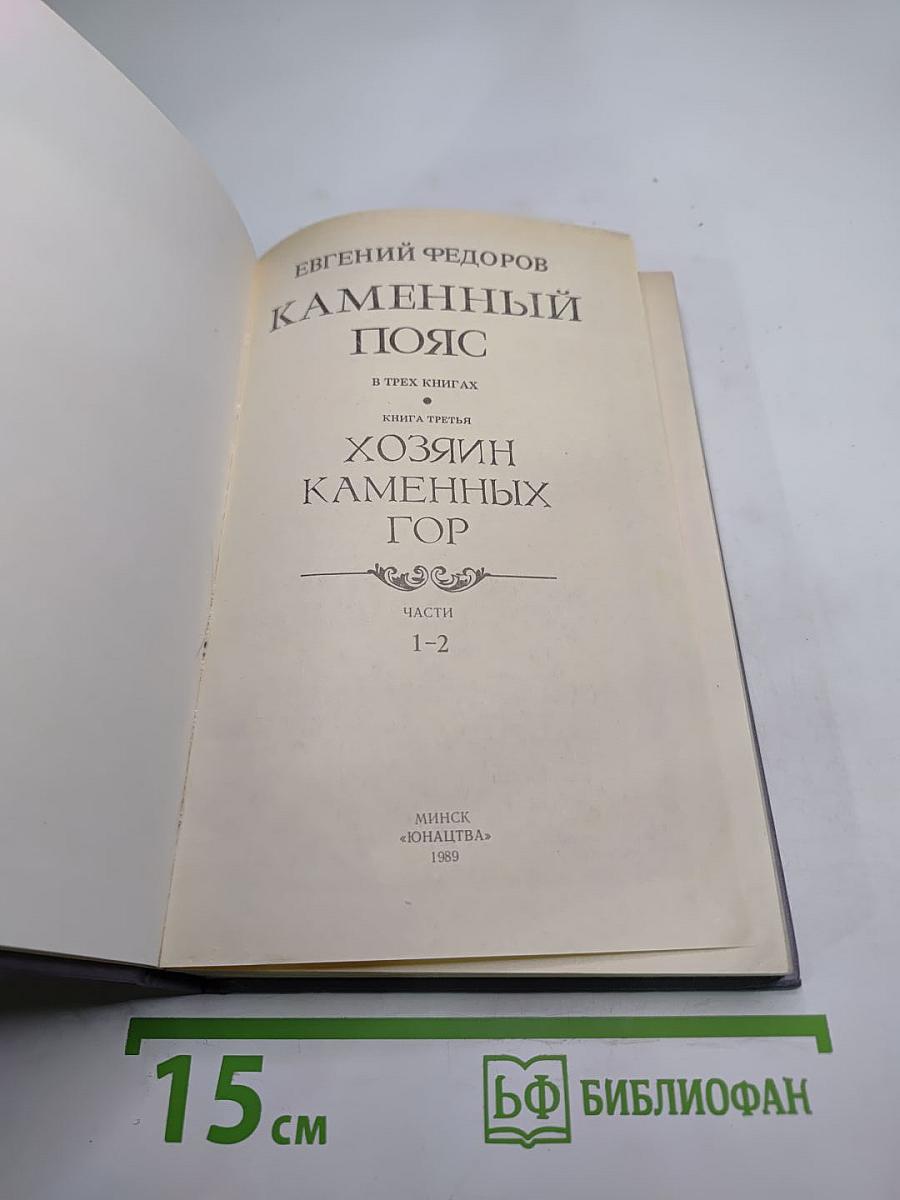 ЕВГЕНИЙ ФЕДОРОВ
КАМЕННЫЙ
ПОЯС
В ТРЕХ КНИГАХ
КНИГА ТРЕТЬЯ
ХОЗЯИН
КАМЕННЫХ
ГОР
ЧАСТИ
1–2
МИНСК
«ЮНАЦТВА»
1989
15 см
БФ БИБЛИОФАН